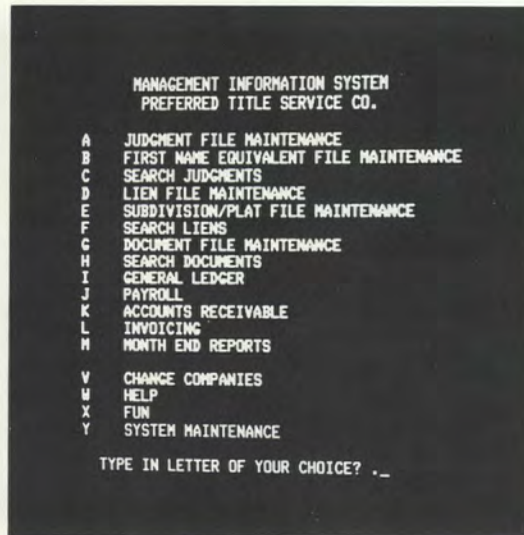 MANAGEMENT INFORMATION SYSTEM
PREFERRED TITLE SERVICE CO.
A JUDGMENT FILE MAINTENANCE
B FIRST NAME EQUIVALENT FILE MAINTENANCE
C SEARCH JUDGMENTS
D LIEN FILE MAINTENANCE
E SUBDIVISION/PLAT FILE MAINTENANCE
F SEARCH LIENS
G DOCUMENT FILE MAINTENANCE
H SEARCH DOCUMENTS
I GENERAL LEDGER
J PAYROLL
K ACCOUNTS RECEIVABLE
L INVOICING
M MONTH END REPORTS
V CHANGE COMPANIES
W HELP
X FUN
Y SYSTEM MAINTENANCE
TYPE IN LETTER OF YOUR CHOICE? ._